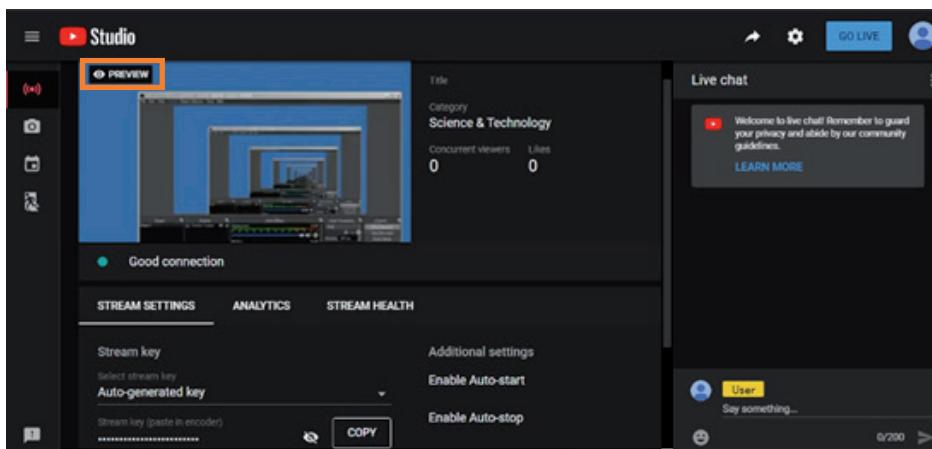 Studio
GO LIVE
PREVIEW
Title
Category
Science & Technology
Concurrent viewers Likes
0 0
Good connection
STREAM SETTINGS ANALYTICS STREAM HEALTH
Stream key
Select stream key
Auto-generated key
Stream key (paste in encoder)
COPY
Additional settings
Enable Auto-start
Enable Auto-stop
Live chat
Welcome to live chat! Remember to guard
your privacy and abide by our community
guidelines.
LEARN MORE
User
Say something...
0/200